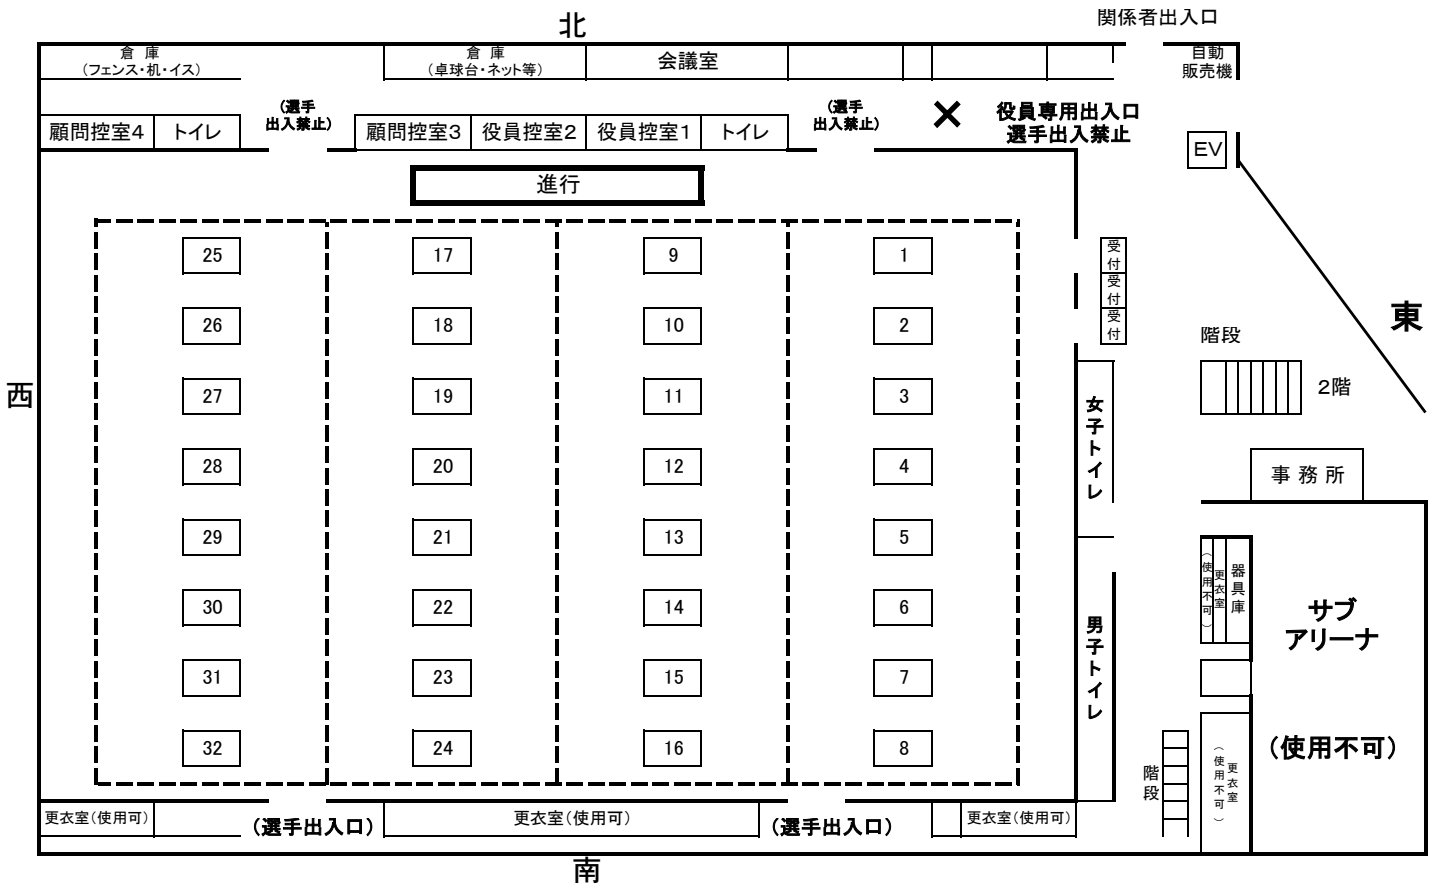 北
関係者出入口
倉 庫
（フェンス・机・イス）
倉 庫
（卓球台・ネット等）
会議室
自動
販売機
顧問控室４
トイレ
（選手
出入禁止）
顧問控室３
役員控室２
役員控室１
トイレ
（選手
出入禁止）
×
役員専用出入口
選手出入禁止
EV
進行
25
17
9
1
受付
受付
受付
26
18
10
2
東
階段
２階
西
27
19
11
3
女子トイレ
28
20
12
4
事 務 所
29
21
13
5
（使用不可）
更衣室
器具庫
30
22
14
6
サブ
アリーナ
男子トイレ
31
23
15
7
32
24
16
8
（使用不可）
階段
（使用不可）
更衣室
更衣室（使用可）
（選手出入口）
更衣室（使用可）
（選手出入口）
更衣室（使用可）
南